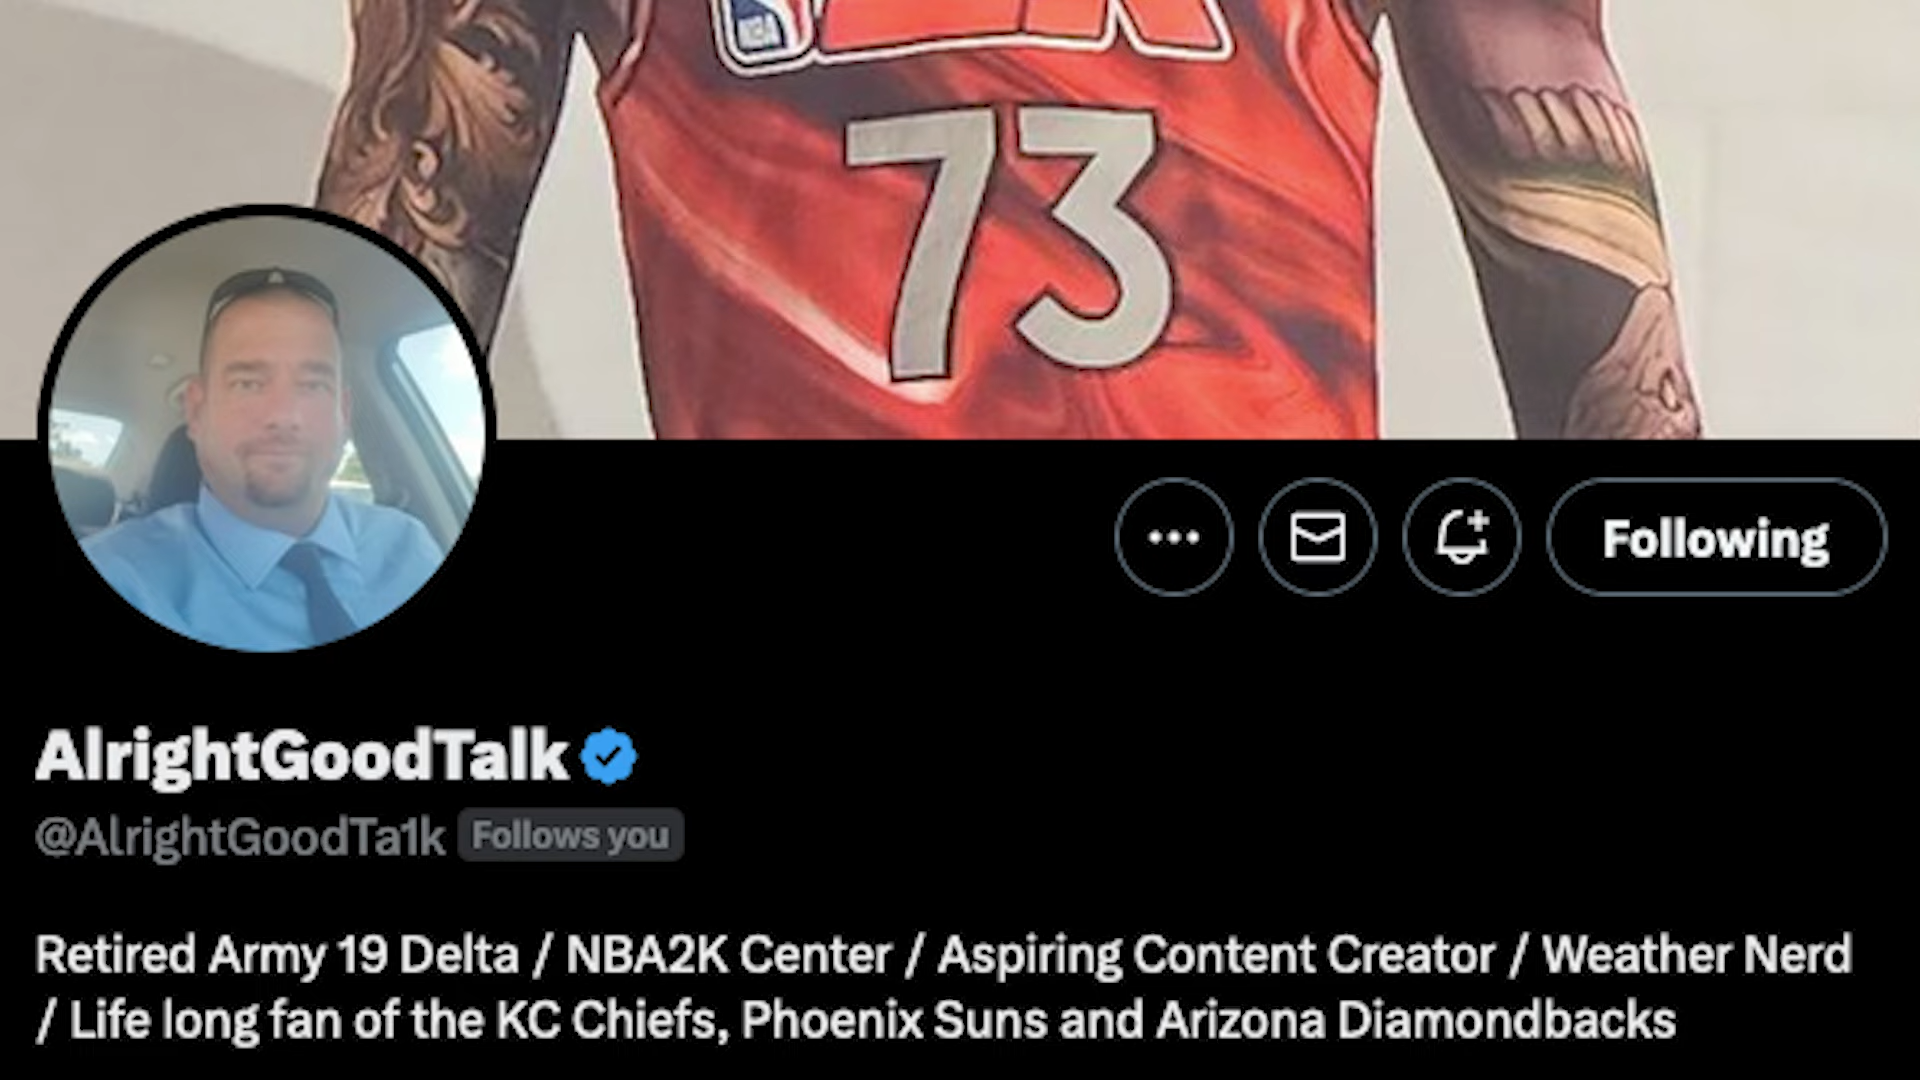 NBA
73
Following
AlrightGoodTalk
@AlrightGoodTa1k Follows you
Retired Army 19 Delta / NBA2K Center / Aspiring Content Creator / Weather Nerd
/ Life long fan of the KC Chiefs, Phoenix Suns and Arizona Diamondbacks